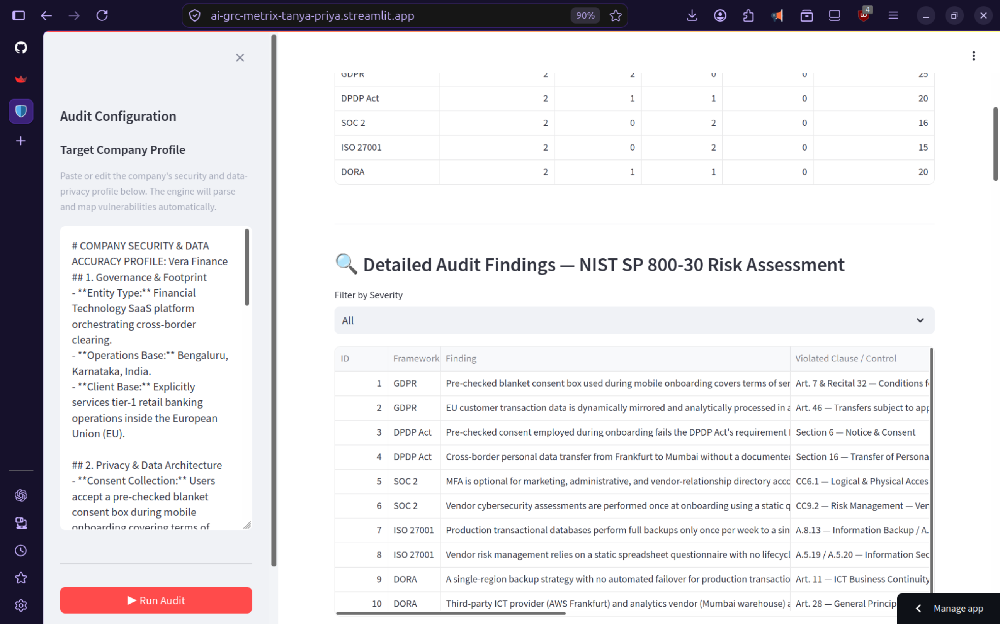 ai-grc-metrix-tanya-priya.streamlit.app
90%
4
Audit Configuration
Target Company Profile
Paste or edit the company's security and data-
privacy profile below. The engine will parse
and map vulnerabilities automatically.
# COMPANY SECURITY & DATA
ACCURACY PROFILE: Vera Finance
## 1. Governance & Footprint
- **Entity Type:** Financial
Technology SaaS platform
orchestrating cross-border
clearing.
- **Operations Base:** Bengaluru,
Karnataka, India.
- **Client Base:** Explicitly
services tier-1 retail banking
operations inside the European
Union (EU).
## 2. Privacy & Data Architecture
- **Consent Collection:** Users
accept a pre-checked blanket
consent box during mobile
onboarding covering terms of
▶ Run Audit
GDPR 2 2 0 0 25
DPDP Act 2 1 1 0 20
SOC 2 2 0 2 0 16
ISO 27001 2 0 2 0 15
DORA 2 1 1 0 20
🔍 Detailed Audit Findings — NIST SP 800-30 Risk Assessment
Filter by Severity
All
ID Framework Finding Violated Clause / Control
1 GDPR Pre-checked blanket consent box used during mobile onboarding covers terms of ser Art. 7 & Recital 32 — Conditions f
2 GDPR EU customer transaction data is dynamically mirrored and analytically processed in a Art. 46 — Transfers subject to app
3 DPDP Act Pre-checked consent employed during onboarding fails the DPDP Act's requirement f Section 6 — Notice & Consent
4 DPDP Act Cross-border personal data transfer from Frankfurt to Mumbai without a documented Section 16 — Transfer of Persona
5 SOC 2 MFA is optional for marketing, administrative, and vendor-relationship directory acco CC6.1 — Logical & Physical Acces
6 SOC 2 Vendor cybersecurity assessments are performed once at onboarding using a static q CC9.2 — Risk Management — Ven
7 ISO 27001 Production transactional databases perform full backups only once per week to a sin A.8.13 — Information Backup / A.
8 ISO 27001 Vendor risk management relies on a static spreadsheet questionnaire with no lifecycl A.5.19 / A.5.20 — Information Sec
9 DORA A single-region backup strategy with no automated failover for production transactio Art. 11 — ICT Business Continuity
10 DORA Third-party ICT provider (AWS Frankfurt) and analytics vendor (Mumbai warehouse) a Art. 28 — General Princip
Manage app